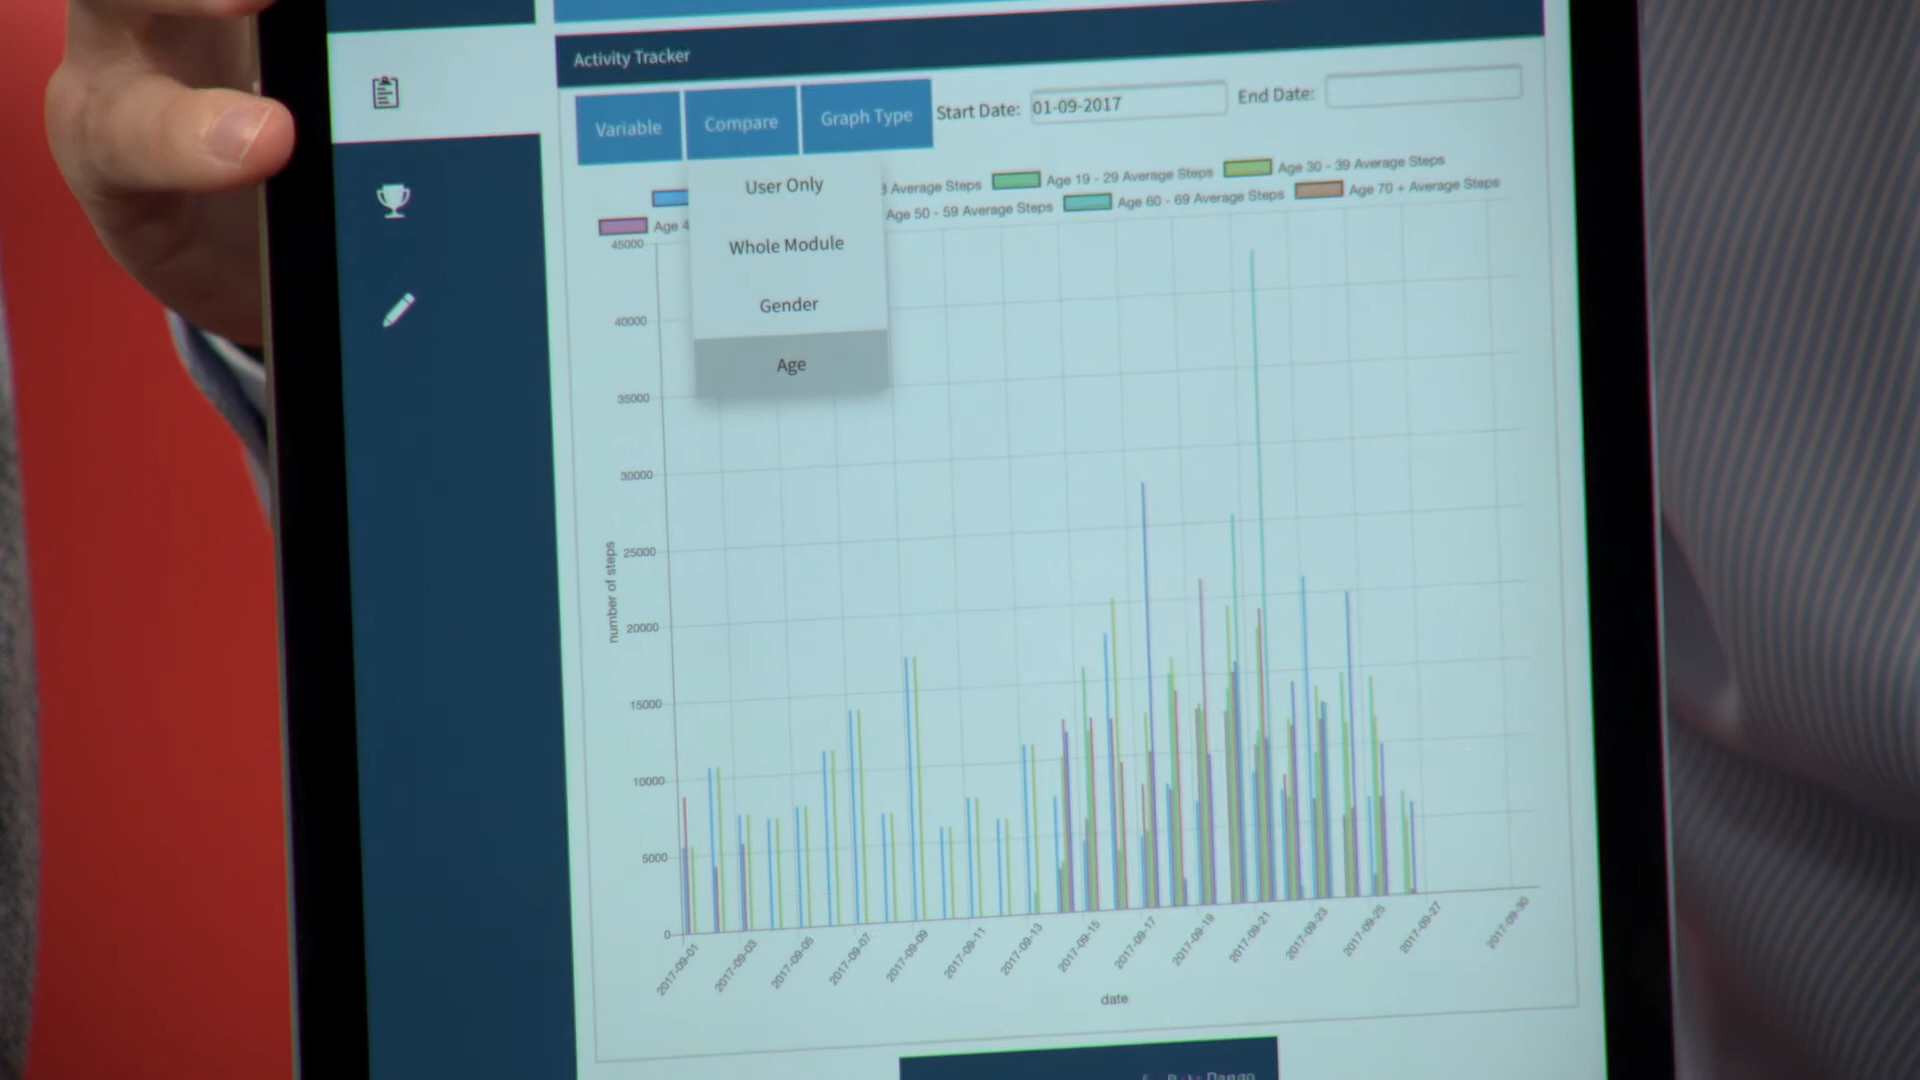 Activity Tracker
Variable
Compare
Graph Type
Start Date: 01-09-2017
End Date:
User Only
Whole Module
Gender
Age
Average Steps
Age 19 - 29 Average Steps
Age 30 - 39 Average Steps
Age 4
Age 50 - 59 Average Steps
Age 60 - 69 Average Steps
Age 70 + Average Steps
45000
40000
35000
30000
25000
20000
15000
10000
5000
0
number of steps
2017-09-01
2017-09-03
2017-09-05
2017-09-07
2017-09-09
2017-09-11
2017-09-13
2017-09-15
2017-09-17
2017-09-19
2017-09-21
2017-09-23
2017-09-25
2017-09-27
2017-09-30
date